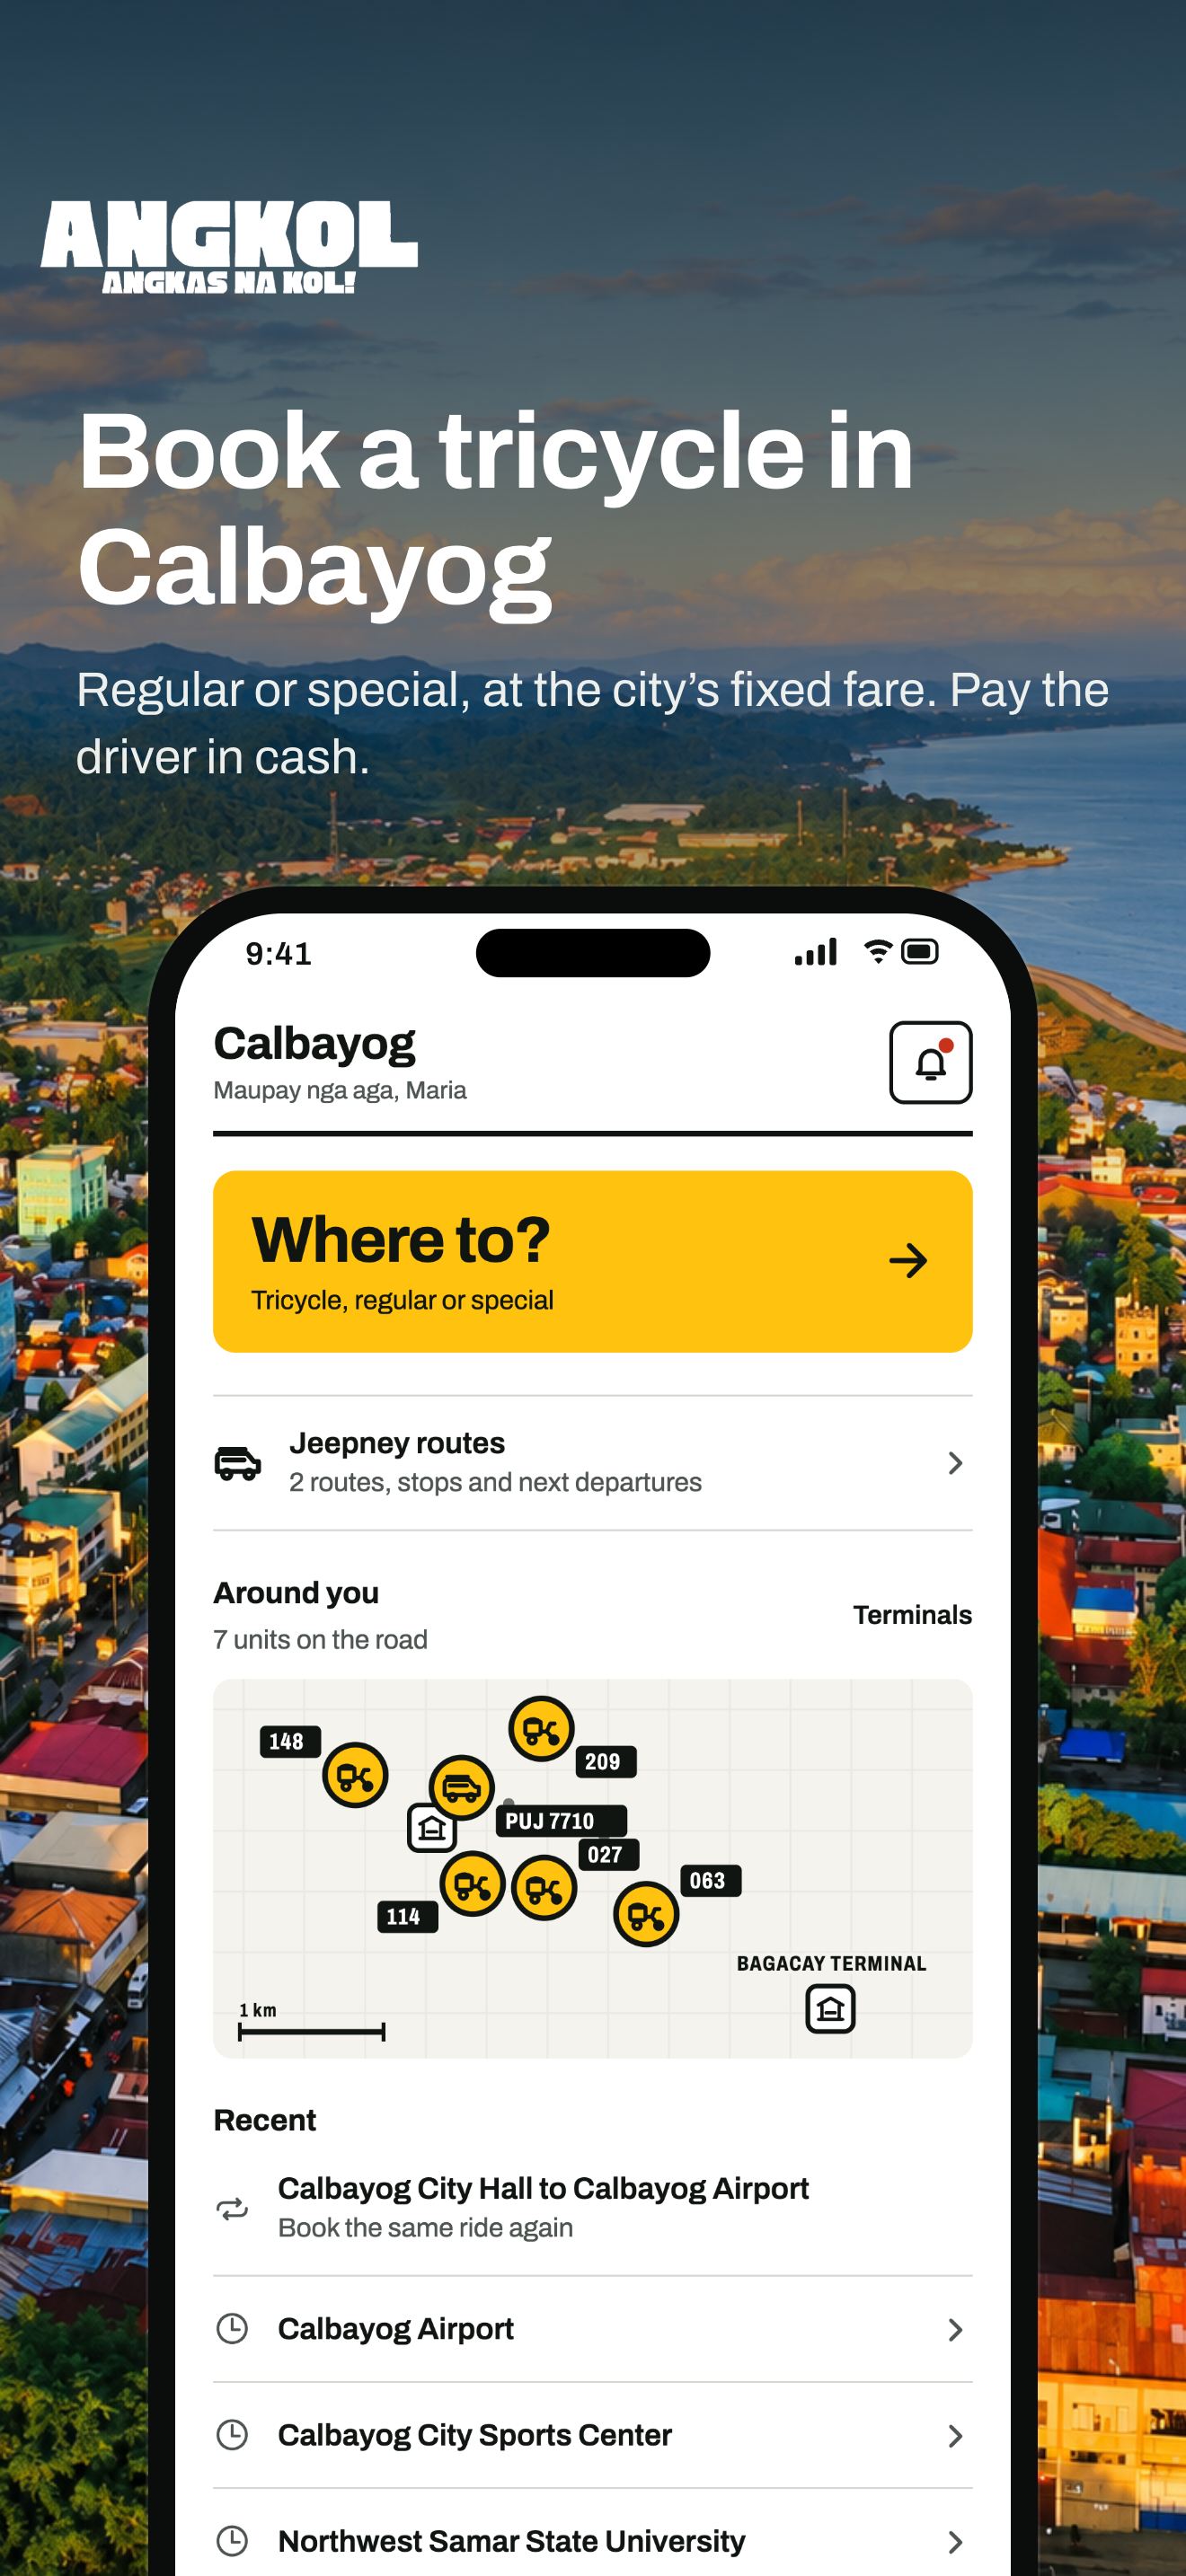 ANGKOL
ANGKAS NA KOL!
Book a tricycle in
Calbayog
Regular or special, at the city’s fixed fare. Pay the
driver in cash.
9:41
Calbayog
Maupay nga aga, Maria
Where to?
Tricycle, regular or special
Jeepney routes
2 routes, stops and next departures
Around you
7 units on the road
Terminals
148
209
PUJ 7710
027
063
114
BAGACAY TERMINAL
1 km
Recent
Calbayog City Hall to Calbayog Airport
Book the same ride again
Calbayog Airport
Calbayog City Sports Center
Northwest Samar State University